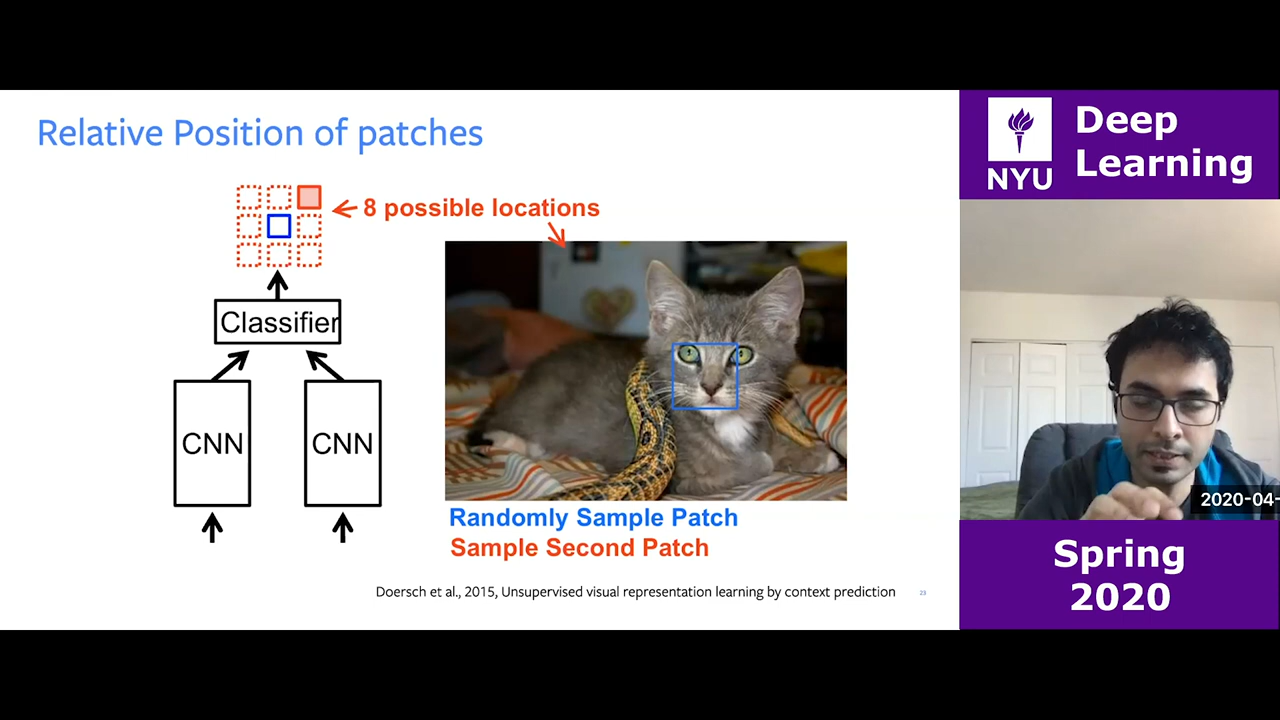 Relative Position of patches
8 possible locations
Classifier
CNN CNN
Randomly Sample Patch
Sample Second Patch
Doersch et al., 2015, Unsupervised visual representation learning by context prediction
23
NYU
Deep
Learning
2020-04-
Spring
2020